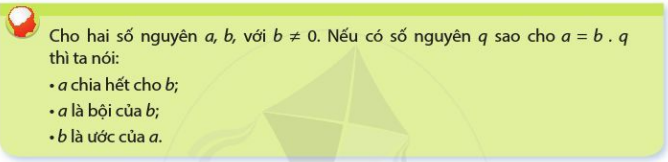 Cho hai số nguyên a, b, với b ≠ 0. Nếu có số nguyên q sao cho a = b . q
thì ta nói:
• a chia hết cho b;
• a là bội của b;
• b là ước của a.